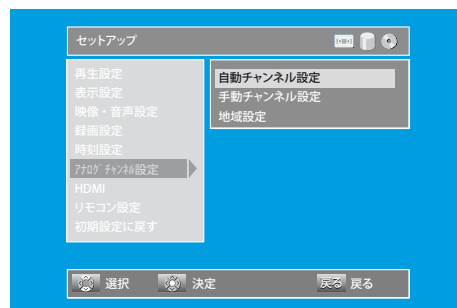 セットアップ
再生設定
表示設定
映像・音声設定
録画設定
時刻設定
ｱﾅﾛｸﾞ ﾁｬﾝﾈﾙ設定
HDMI
リモコン設定
初期設定に戻す
自動チャンネル設定
手動チャンネル設定
地域設定
選択 決定 戻る 戻る